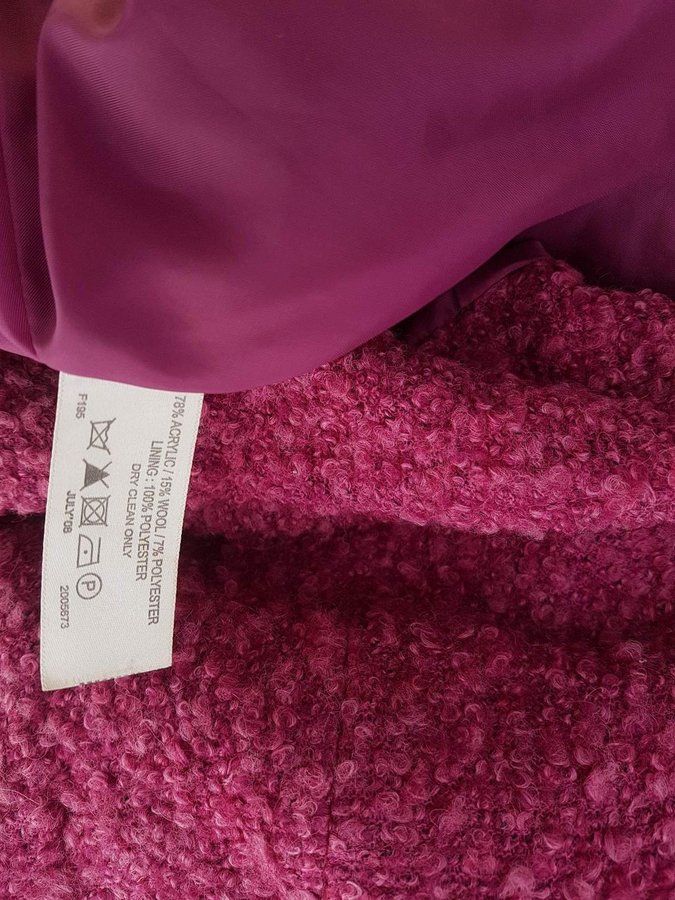 78% ACRYLIC / 15% WOOL / 7% POLYESTER
LINING : 100% POLYESTER
DRY CLEAN ONLY
P
F195
JULY'08
2005673